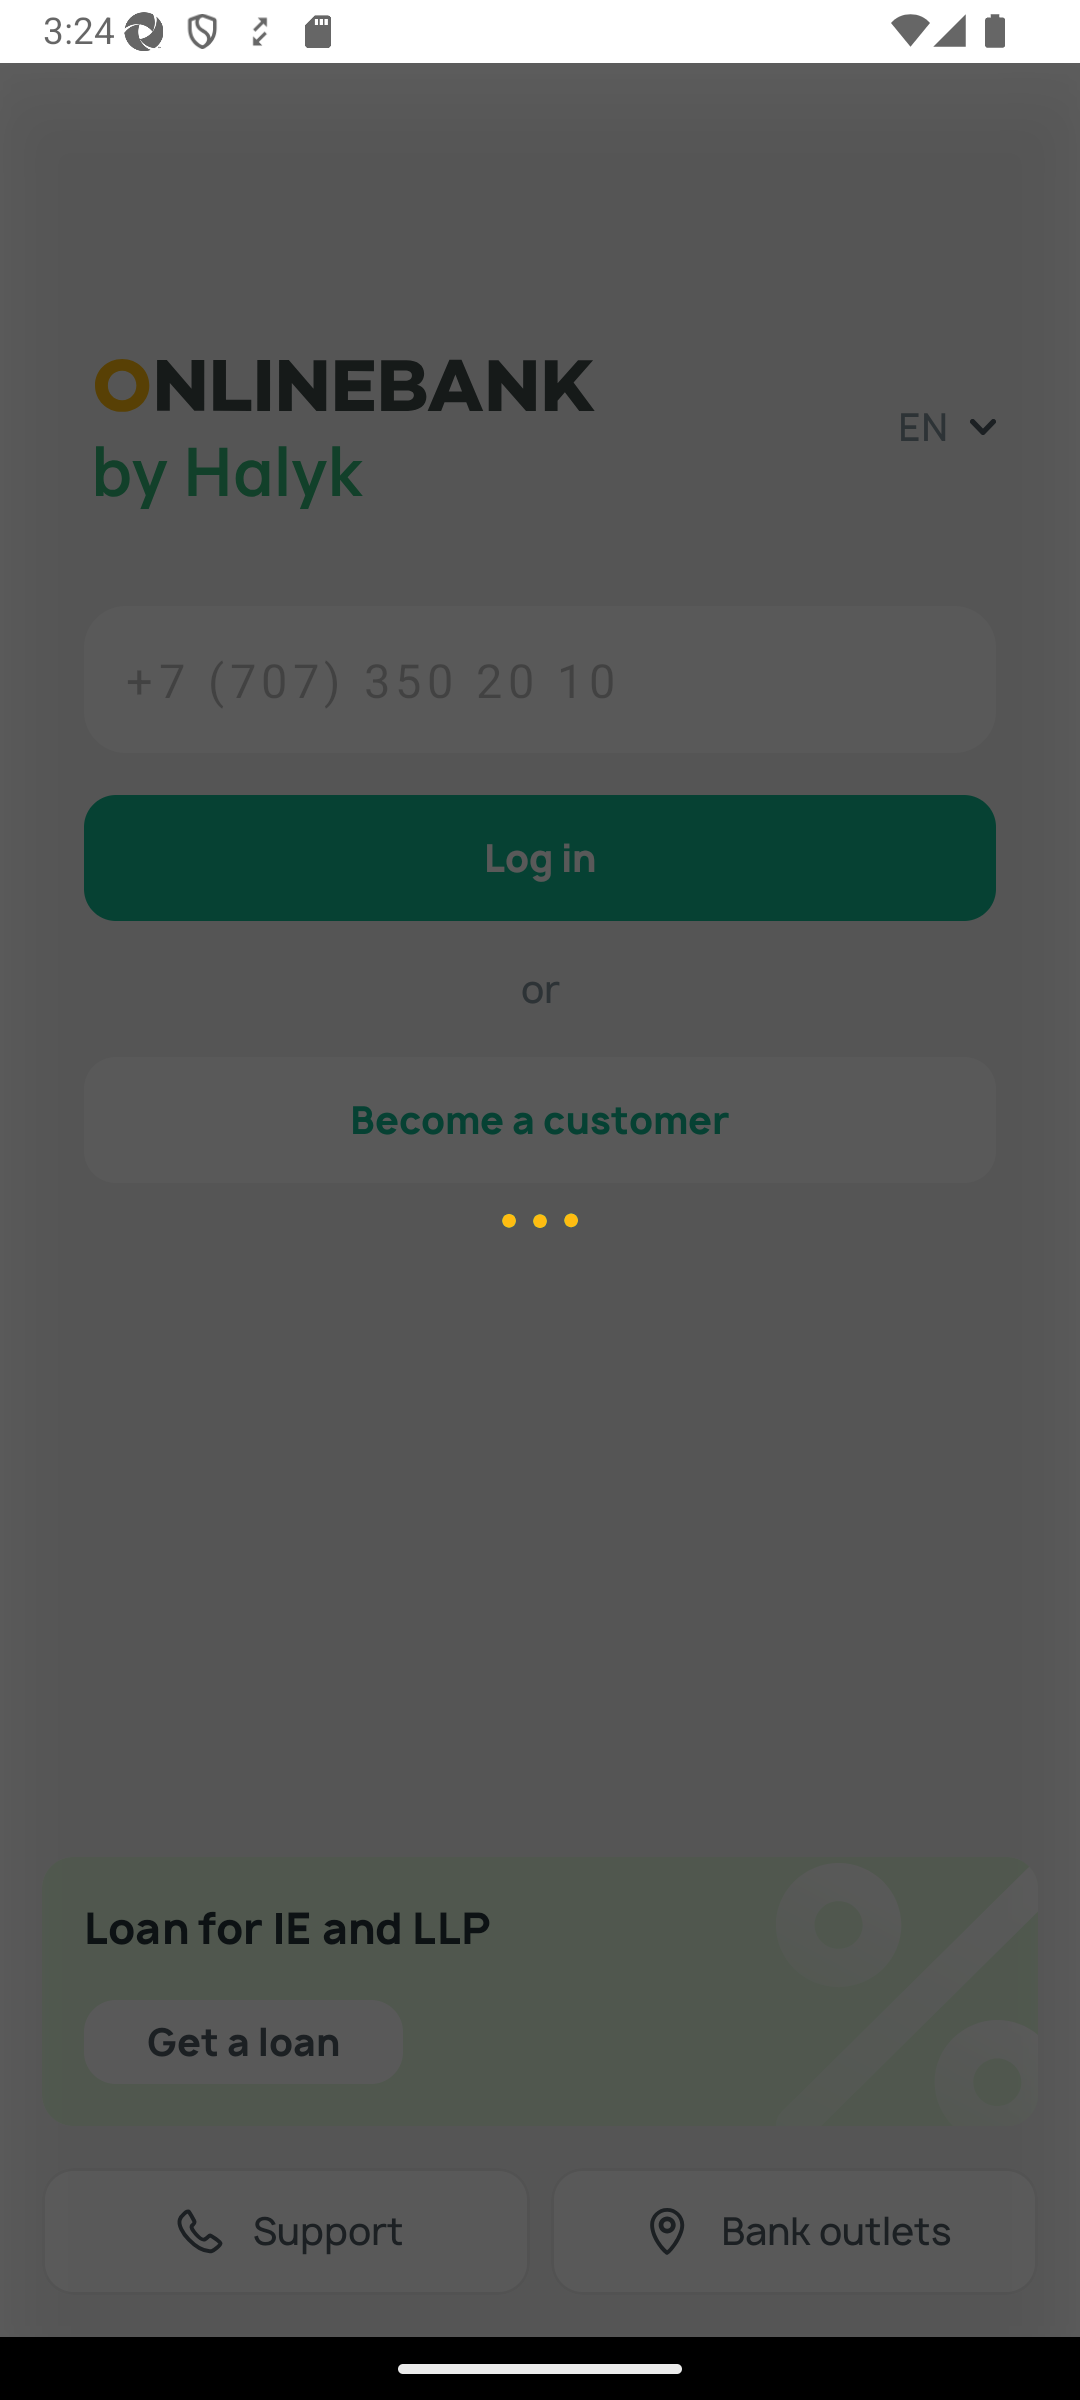 3:24
ONLINEBANK
by Halyk
EN
+7 (707) 350 20 10
Log in
or
Become a customer
Loan for IE and LLP
Get a loan
Support
Bank outlets